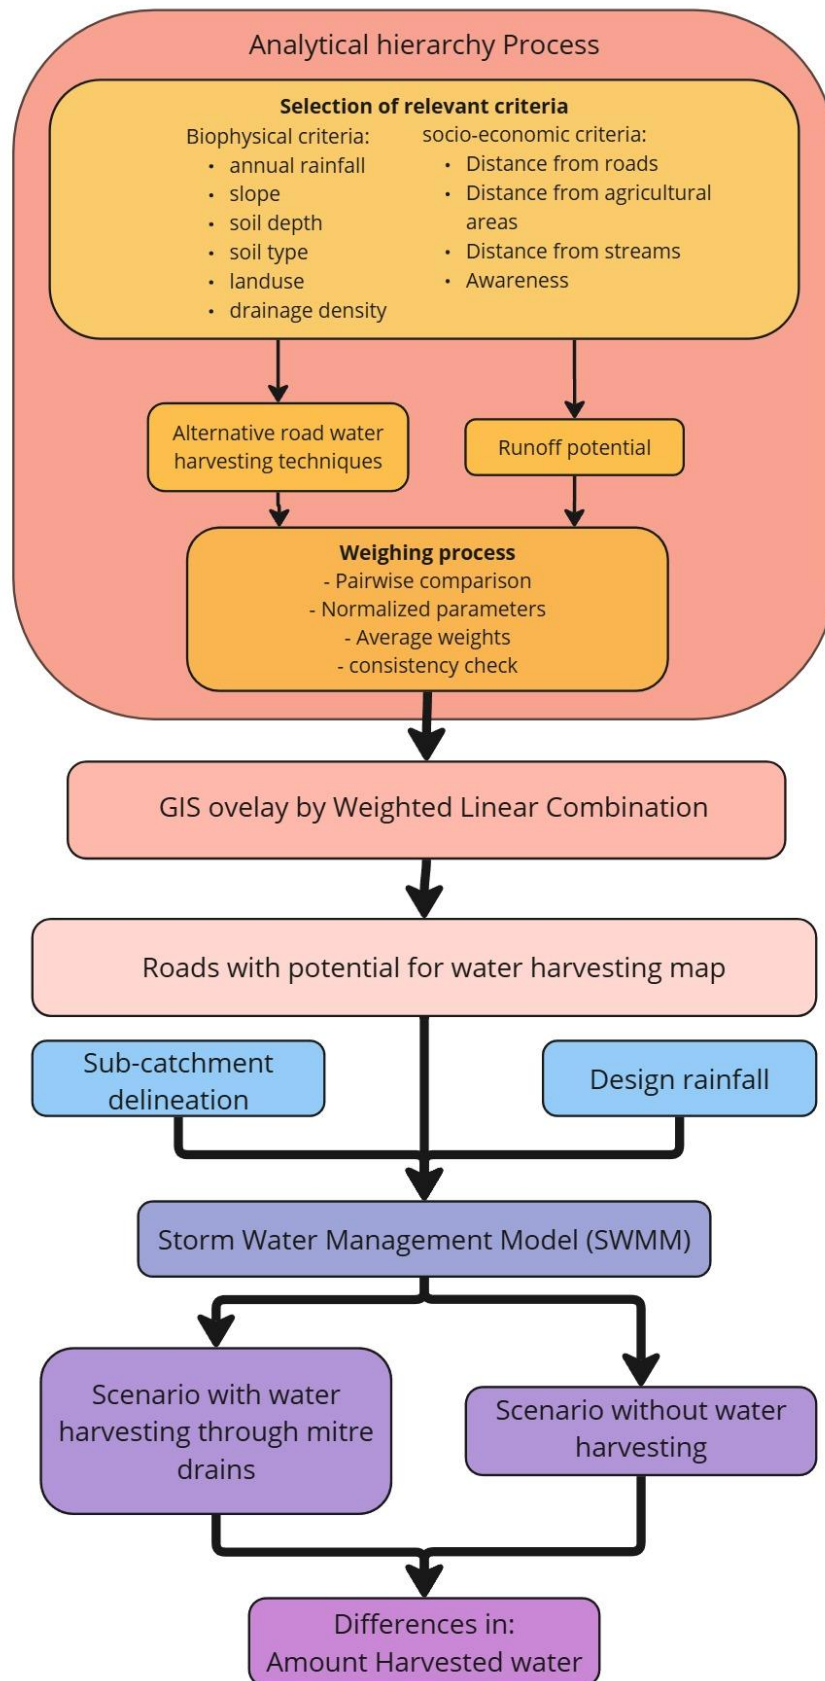 Analytical hierarchy Process
Selection of relevant criteria
Biophysical criteria:
• annual rainfall
• slope
• soil depth
• soil type
• landuse
• drainage density
socio-economic criteria:
• Distance from roads
• Distance from agricultural
areas
• Distance from streams
• Awareness
Alternative road water
harvesting techniques
Runoff potential
Weighing process
- Pairwise comparison
- Normalized parameters
- Average weights
- consistency check
GIS ovelay by Weighted Linear Combination
Roads with potential for water harvesting map
Sub-catchment
delineation
Design rainfall
Storm Water Management Model (SWMM)
Scenario with water
harvesting through mitre
drains
Scenario without water
harvesting
Differences in:
Amount Harvested water